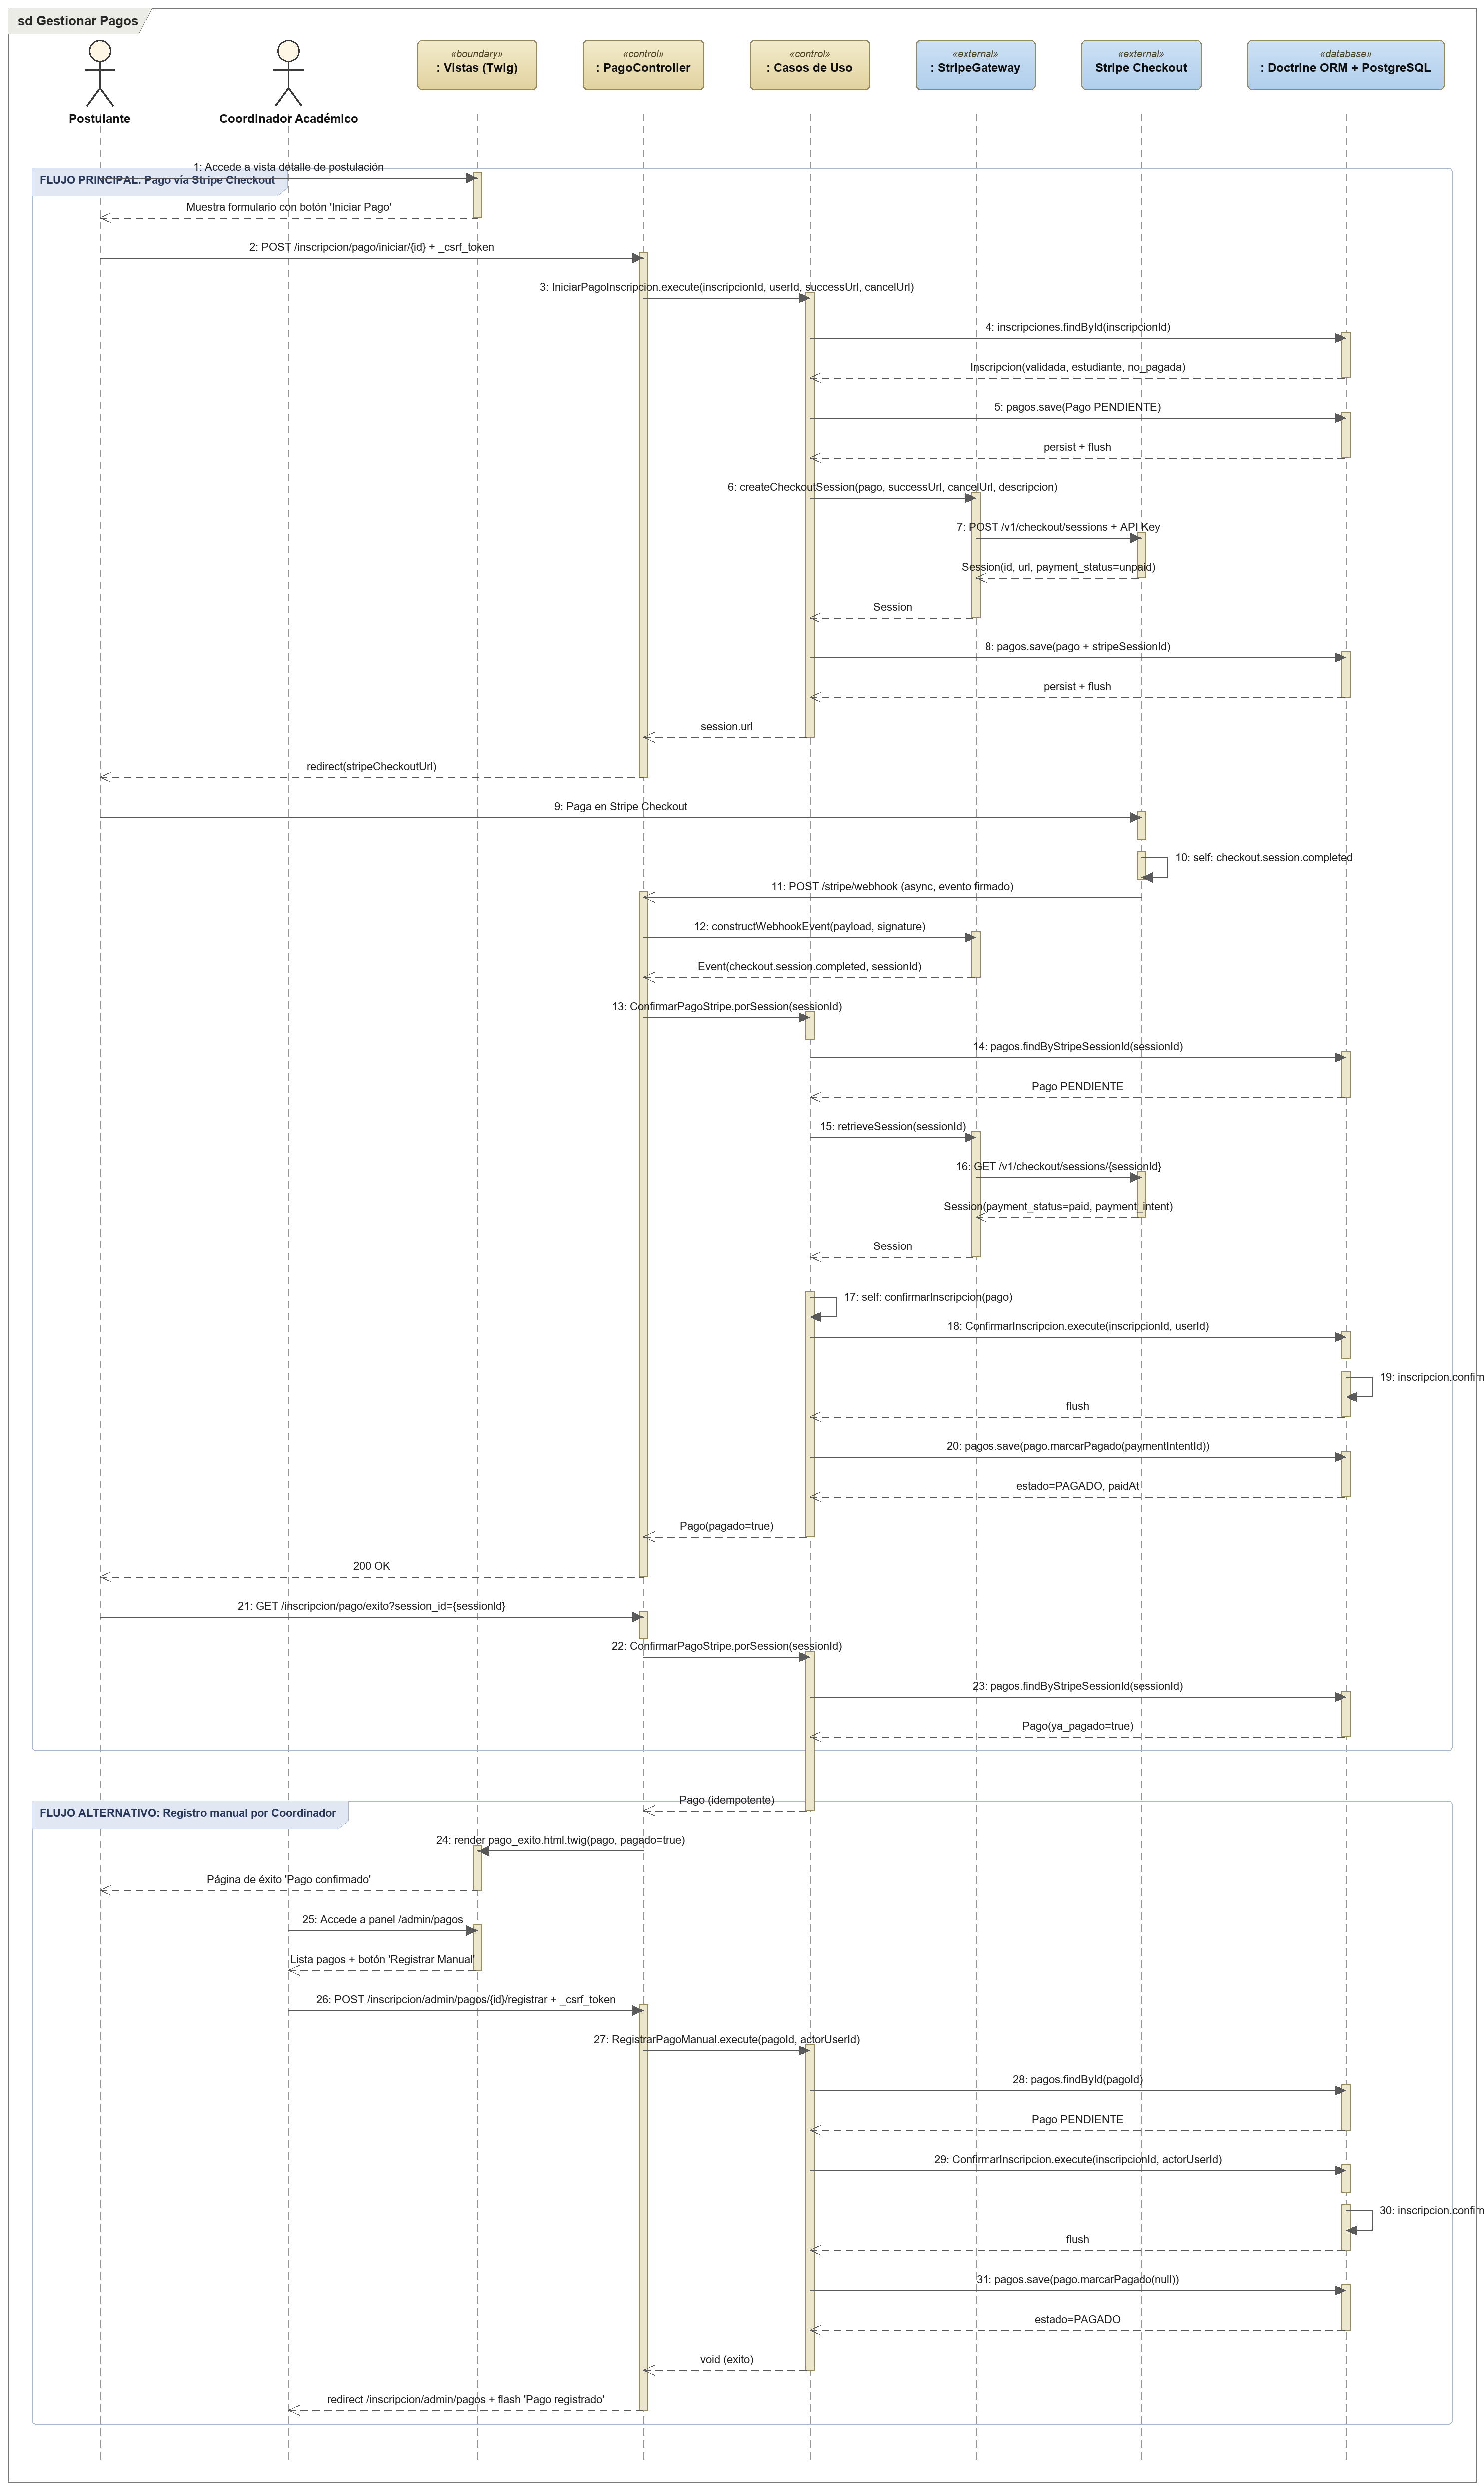 sd Gestionar Pagos
«boundary»
: Vistas (Twig)
«control»
: PagoController
«control»
: Casos de Uso
«external»
: StripeGateway
«external»
Stripe Checkout
«database»
: Doctrine ORM + PostgreSQL
Postulante
Coordinador Académico
FLUJO PRINCIPAL: Pago vía Stripe Checkout
1: Accede a vista detalle de postulación
Muestra formulario con botón 'Iniciar Pago'
2: POST /inscripcion/pago/iniciar/{id} + _csrf_token
3: IniciarPagoInscripcion.execute(inscripcionId, userId, successUrl, cancelUrl)
4: inscripciones.findById(inscripcionId)
Inscripcion(validada, estudiante, no_pagada)
5: pagos.save(Pago PENDIENTE)
persist + flush
6: createCheckoutSession(pago, successUrl, cancelUrl, descripcion)
7: POST /v1/checkout/sessions + API Key
Session(id, url, payment_status=unpaid)
Session
8: pagos.save(pago + stripeSessionId)
persist + flush
session.url
redirect(stripeCheckoutUrl)
9: Paga en Stripe Checkout
10: self: checkout.session.completed
11: POST /stripe/webhook (async, evento firmado)
12: constructWebhookEvent(payload, signature)
Event(checkout.session.completed, sessionId)
13: ConfirmarPagoStripe.porSession(sessionId)
14: pagos.findByStripeSessionId(sessionId)
Pago PENDIENTE
15: retrieveSession(sessionId)
16: GET /v1/checkout/sessions/{sessionId}
Session(payment_status=paid, payment_intent)
Session
17: self: confirmarInscripcion(pago)
18: ConfirmarInscripcion.execute(inscripcionId, userId)
19: inscripcion.confirm
flush
20: pagos.save(pago.marcarPagado(paymentIntentId))
estado=PAGADO, paidAt
Pago(pagado=true)
200 OK
21: GET /inscripcion/pago/exito?session_id={sessionId}
22: ConfirmarPagoStripe.porSession(sessionId)
23: pagos.findByStripeSessionId(sessionId)
Pago(ya_pagado=true)
Pago (idempotente)
FLUJO ALTERNATIVO: Registro manual por Coordinador
24: render pago_exito.html.twig(pago, pagado=true)
Página de éxito 'Pago confirmado'
25: Accede a panel /admin/pagos
Lista pagos + botón 'Registrar Manual'
26: POST /inscripcion/admin/pagos/{id}/registrar + _csrf_token
27: RegistrarPagoManual.execute(pagoId, actorUserId)
28: pagos.findById(pagoId)
Pago PENDIENTE
29: ConfirmarInscripcion.execute(inscripcionId, actorUserId)
30: inscripcion.confirm
flush
31: pagos.save(pago.marcarPagado(null))
estado=PAGADO
void (exito)
redirect /inscripcion/admin/pagos + flash 'Pago registrado'